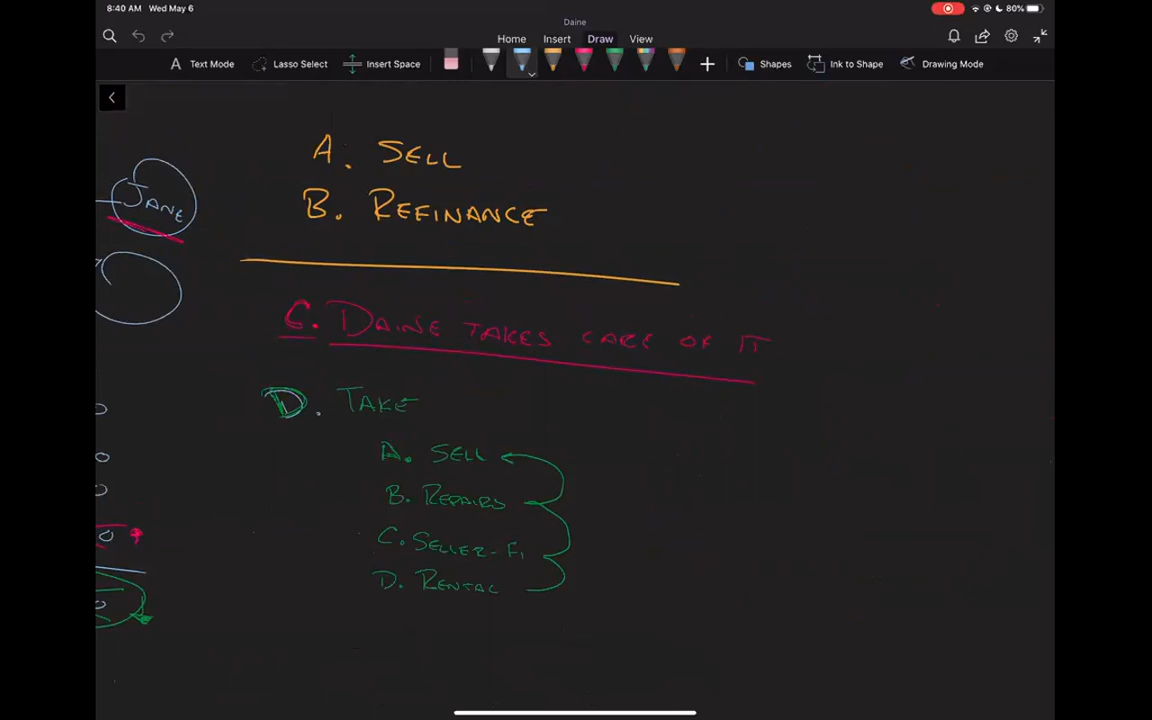 8:40 AM Wed May 6
80%
Daine
Home Insert Draw View
Text Mode Lasso Select Insert Space Shapes Ink to Shape Drawing Mode
A. SELL
B. REFINANCE
JANE
C. DAINE TAKES CARE OF IT
D. TAKE
A. SELL
B. REPAIRS
C. SELLER-FI
D. RENTAL